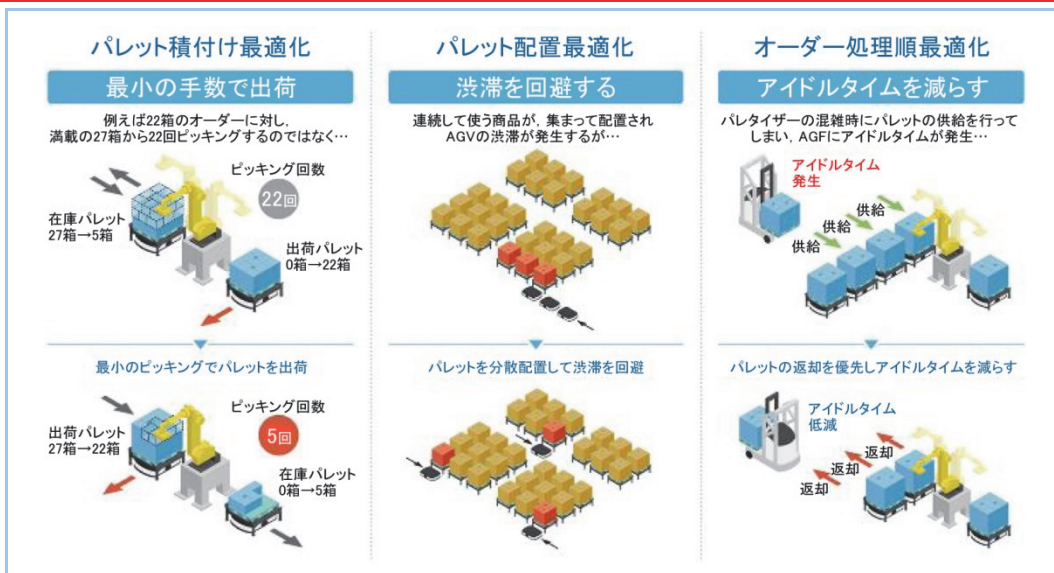 パレット積付け最適化
最小の手数で出荷
例えば22箱のオーダーに対し，
満載の27箱から22回ピッキングするのではなく…
ピッキング回数
22回
在庫パレット
27箱→5箱
出荷パレット
0箱→22箱
最小のピッキングでパレットを出荷
ピッキング回数
5回
出荷パレット
27箱→22箱
在庫パレット
0箱→5箱
パレット配置最適化
渋滞を回避する
連続して使う商品が，集まって配置され
AGVの渋滞が発生するが…
パレットを分散配置して渋滞を回避
オーダー処理順最適化
アイドルタイムを減らす
パレタイザーの混雑時にパレットの供給を行って
しまい，AGFにアイドルタイムが発生…
アイドルタイム
発生
供給
供給
供給
パレットの返却を優先しアイドルタイムを減らす
アイドルタイム
低減
返却
返却
返却